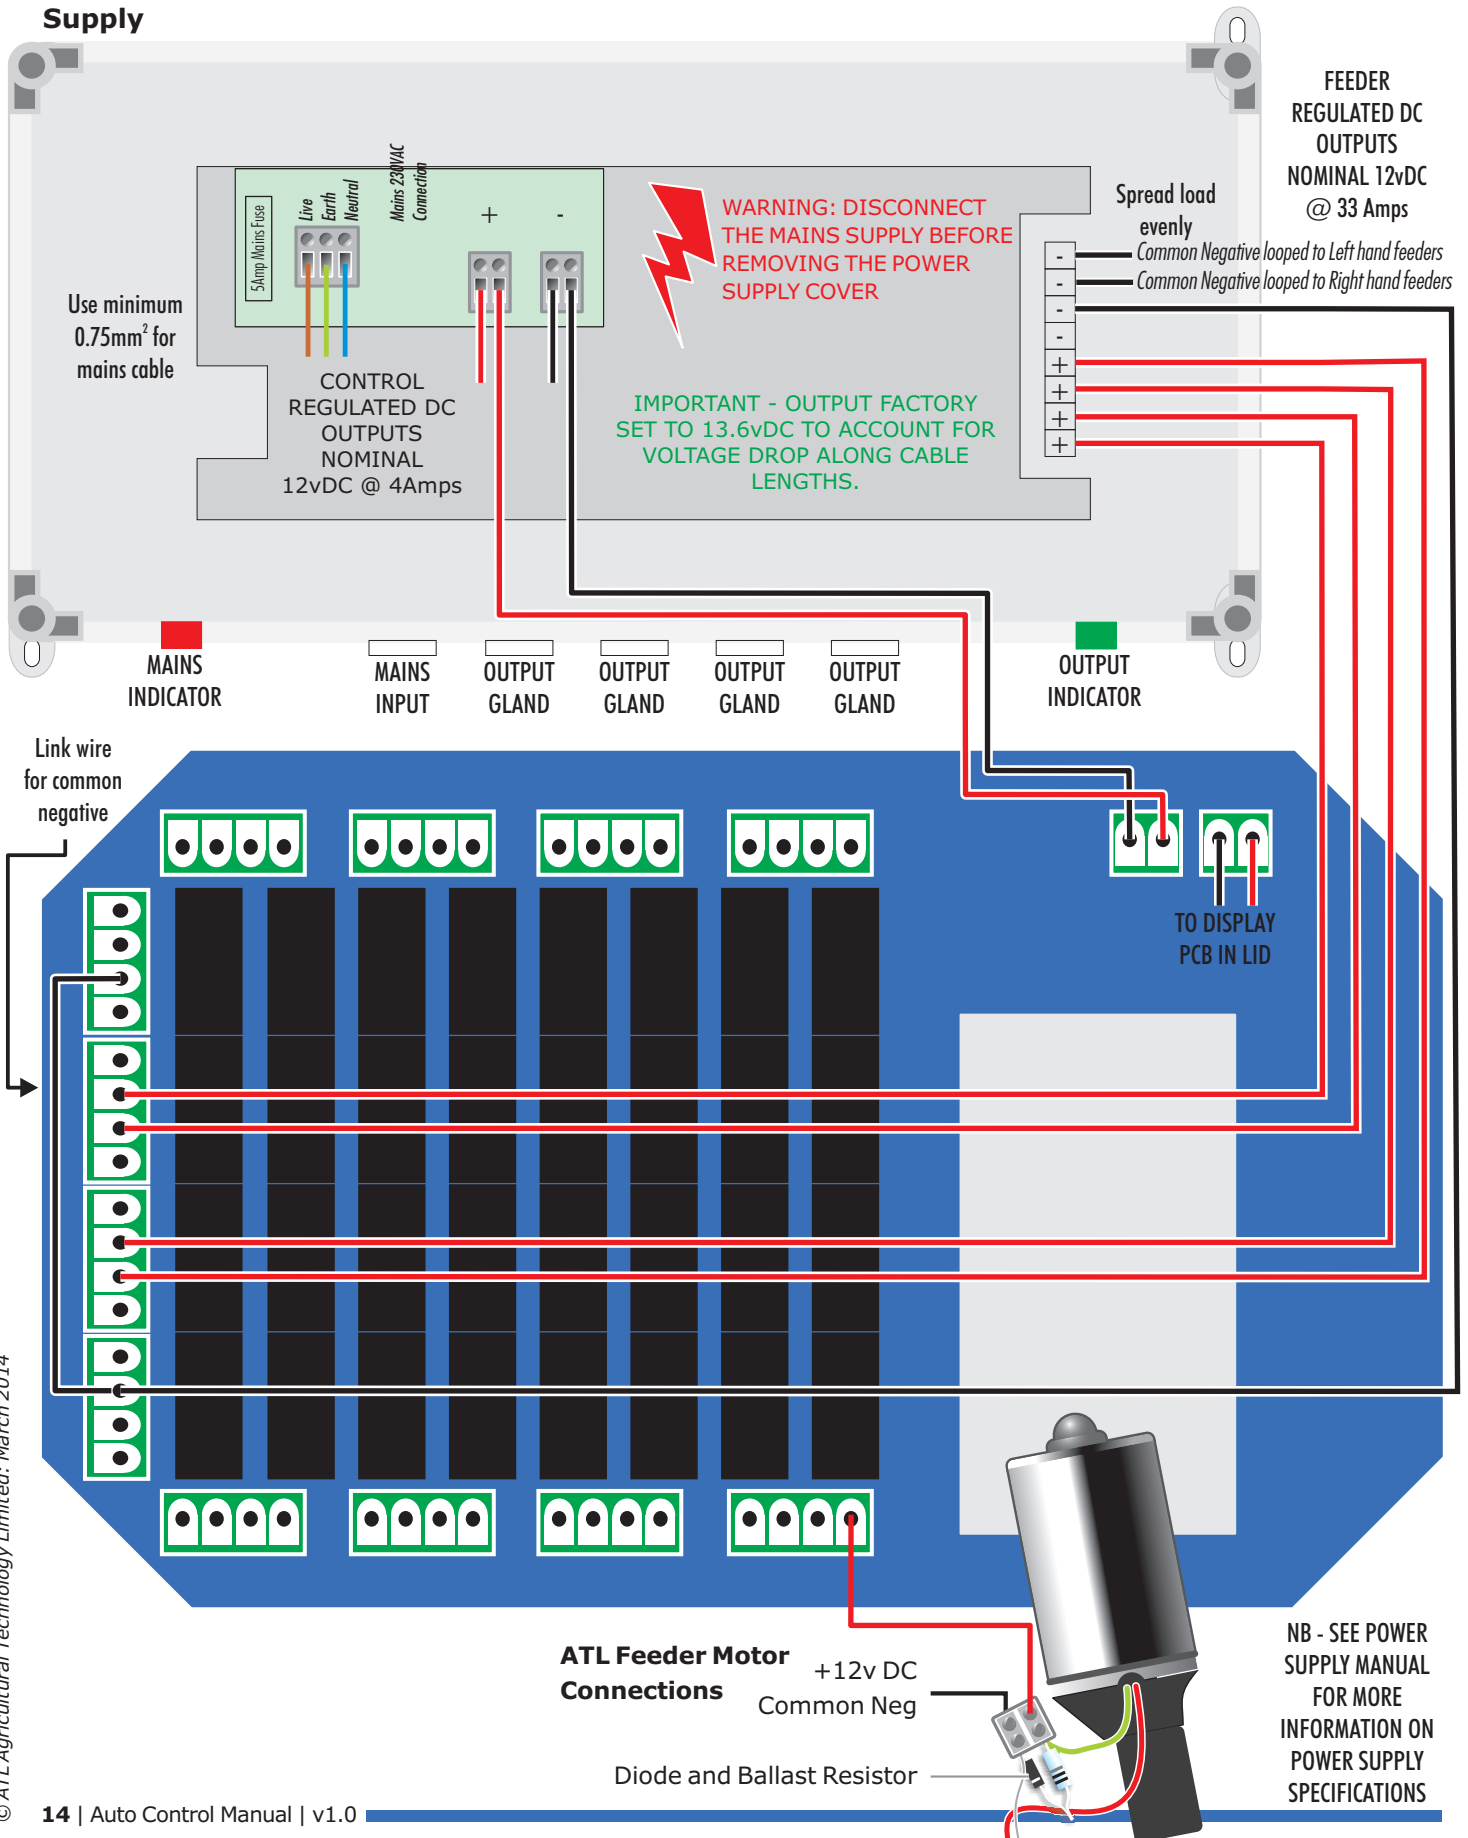 Supply
FEEDER
REGULATED DC
OUTPUTS
NOMINAL 12vDC
@ 33 Amps
5Amp Mains Fuse
Live
Earth
Neutral
Mains 230VAC
Connection
+
-
WARNING: DISCONNECT
THE MAINS SUPPLY BEFORE
REMOVING THE POWER
SUPPLY COVER
Spread load
evenly
-
-
-
-
+
+
+
+
Common Negative looped to Left hand feeders
Common Negative looped to Right hand feeders
Use minimum
0.75mm² for
mains cable
CONTROL
REGULATED DC
OUTPUTS
NOMINAL
12vDC @ 4Amps
IMPORTANT - OUTPUT FACTORY
SET TO 13.6vDC TO ACCOUNT FOR
VOLTAGE DROP ALONG CABLE
LENGTHS.
MAINS
INDICATOR
MAINS
INPUT
OUTPUT
GLAND
OUTPUT
GLAND
OUTPUT
GLAND
OUTPUT
GLAND
OUTPUT
INDICATOR
Link wire
for common
negative
TO DISPLAY
PCB IN LID
ATL Feeder Motor
Connections
+12v DC
Common Neg
Diode and Ballast Resistor
NB - SEE POWER
SUPPLY MANUAL
FOR MORE
INFORMATION ON
POWER SUPPLY
SPECIFICATIONS
© ATL Agricultural Technology Limited. March 2014
14 | Auto Control Manual | v1.0